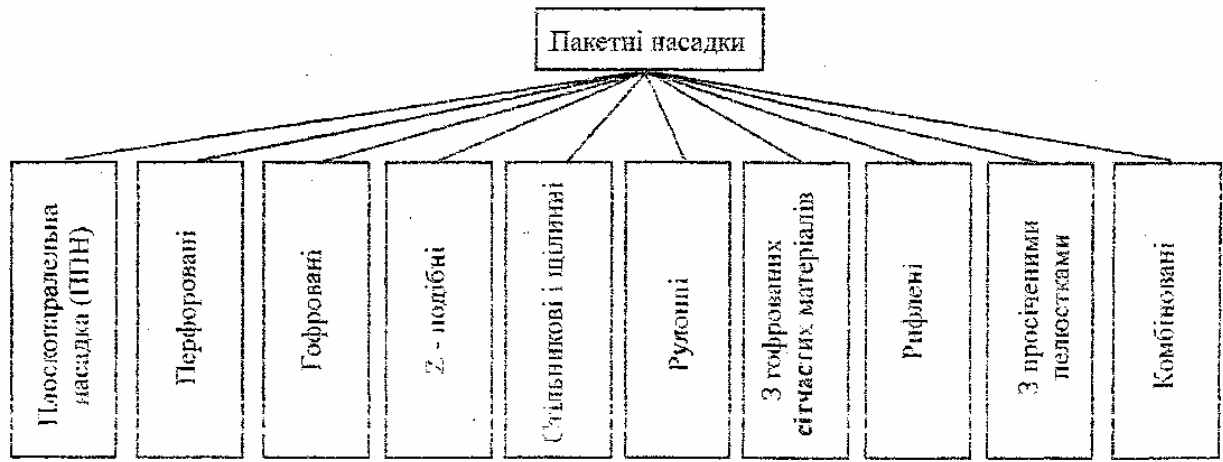 Пакетні насадки
Плоскопаралельна
насадка (ППН)
Перфоровані
Гофровані
Z - подібні
Стільникові і щілинні
Рулонні
З гофрованих
сітчастих матеріалів
Рифлені
З просіченими
пелюстками
Комбіновані